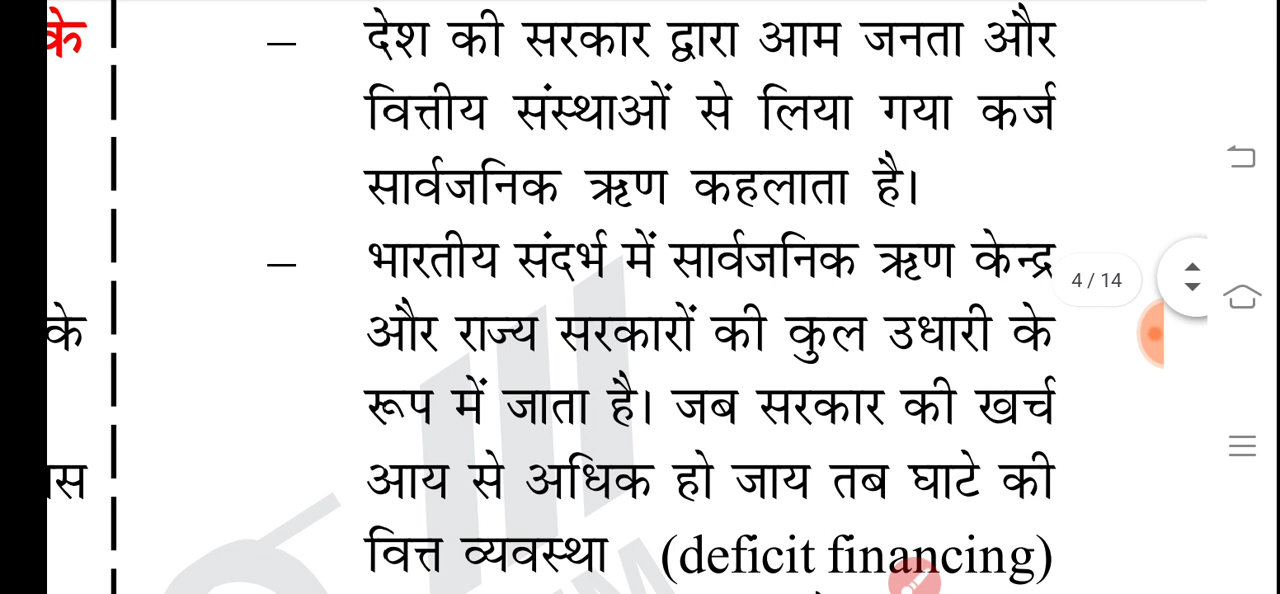 के
– देश की सरकार द्वारा आम जनता और
वित्तीय संस्थाओं से लिया गया कर्ज
सार्वजनिक ऋण कहलाता है।
– भारतीय संदर्भ में सार्वजनिक ऋण केन्द्र
4 / 14
के और राज्य सरकारों की कुल उधारी के
रूप में जाता है। जब सरकार की खर्च
आय से अधिक हो जाय तब घाटे की
वित्त व्यवस्था (deficit financing)